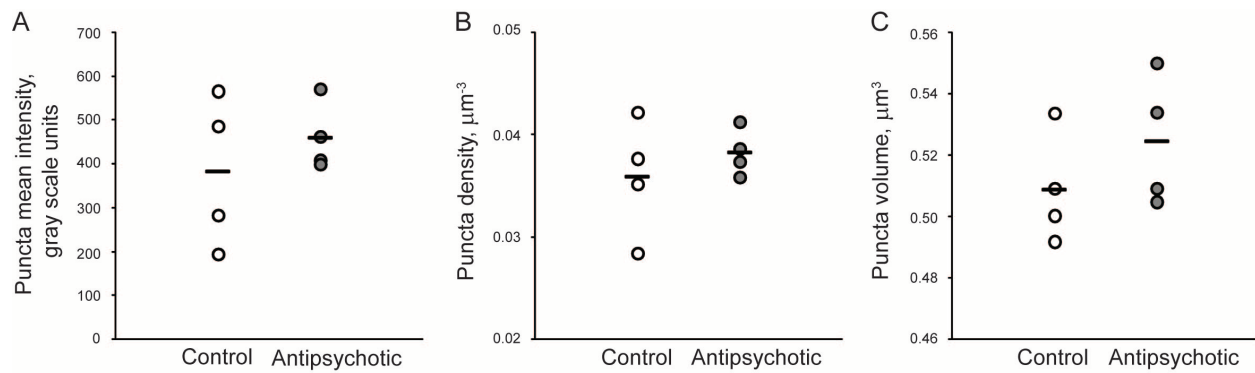 A
Puncta mean intensity,
gray scale units
700
600
500
400
300
200
100
0
Control
Antipsychotic
B
Puncta density, μm-3
0.05
0.04
0.03
0.02
Control
Antipsychotic
C
Puncta volume, μm³
0.56
0.54
0.52
0.50
0.48
0.46
Control
Antipsychotic